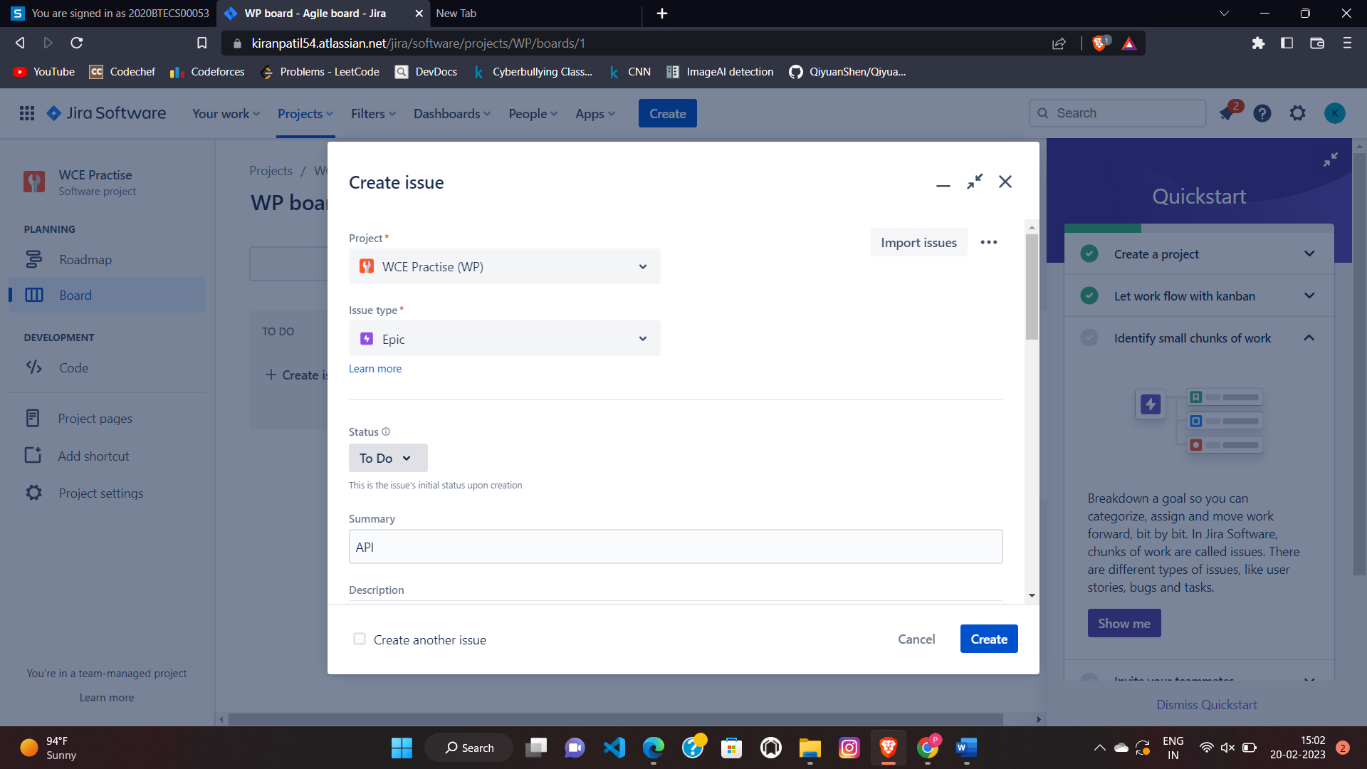 You are signed in as 2020BTECS00053
WP board - Agile board - Jira
New Tab
kiranpatil54.atlassian.net/jira/software/projects/WP/boards/1
1
YouTube
CC Codechef
Codeforces
Problems - LeetCode
DevDocs
k Cyberbullying Class...
k CNN
ImageAI detection
QiyuanShen/Qiyua...
Jira Software
Your work
Projects
Filters
Dashboards
People
Apps
Create
Search
2
K
WCE Practise
Software project
PLANNING
Roadmap
Board
DEVELOPMENT
Code
Project pages
Add shortcut
Project settings
You're in a team-managed project
Learn more
Projects /
WP boa
TO DO
+ Create is
Create issue
Project *
WCE Practise (WP)
Import issues
Issue type *
Epic
Learn more
Status
To Do
This is the issue's initial status upon creation
Summary
API
Description
Create another issue
Cancel
Create
Quickstart
Create a project
Let work flow with kanban
Identify small chunks of work
Breakdown a goal so you can
categorize, assign and move work
forward, bit by bit. In Jira Software,
chunks of work are called issues. There
are different types of issues, like user
stories, bugs and tasks.
Show me
Invite your teammates
Dismiss Quickstart
94°F
Sunny
Search
P
ENG
IN
15:02
20-02-2023
2